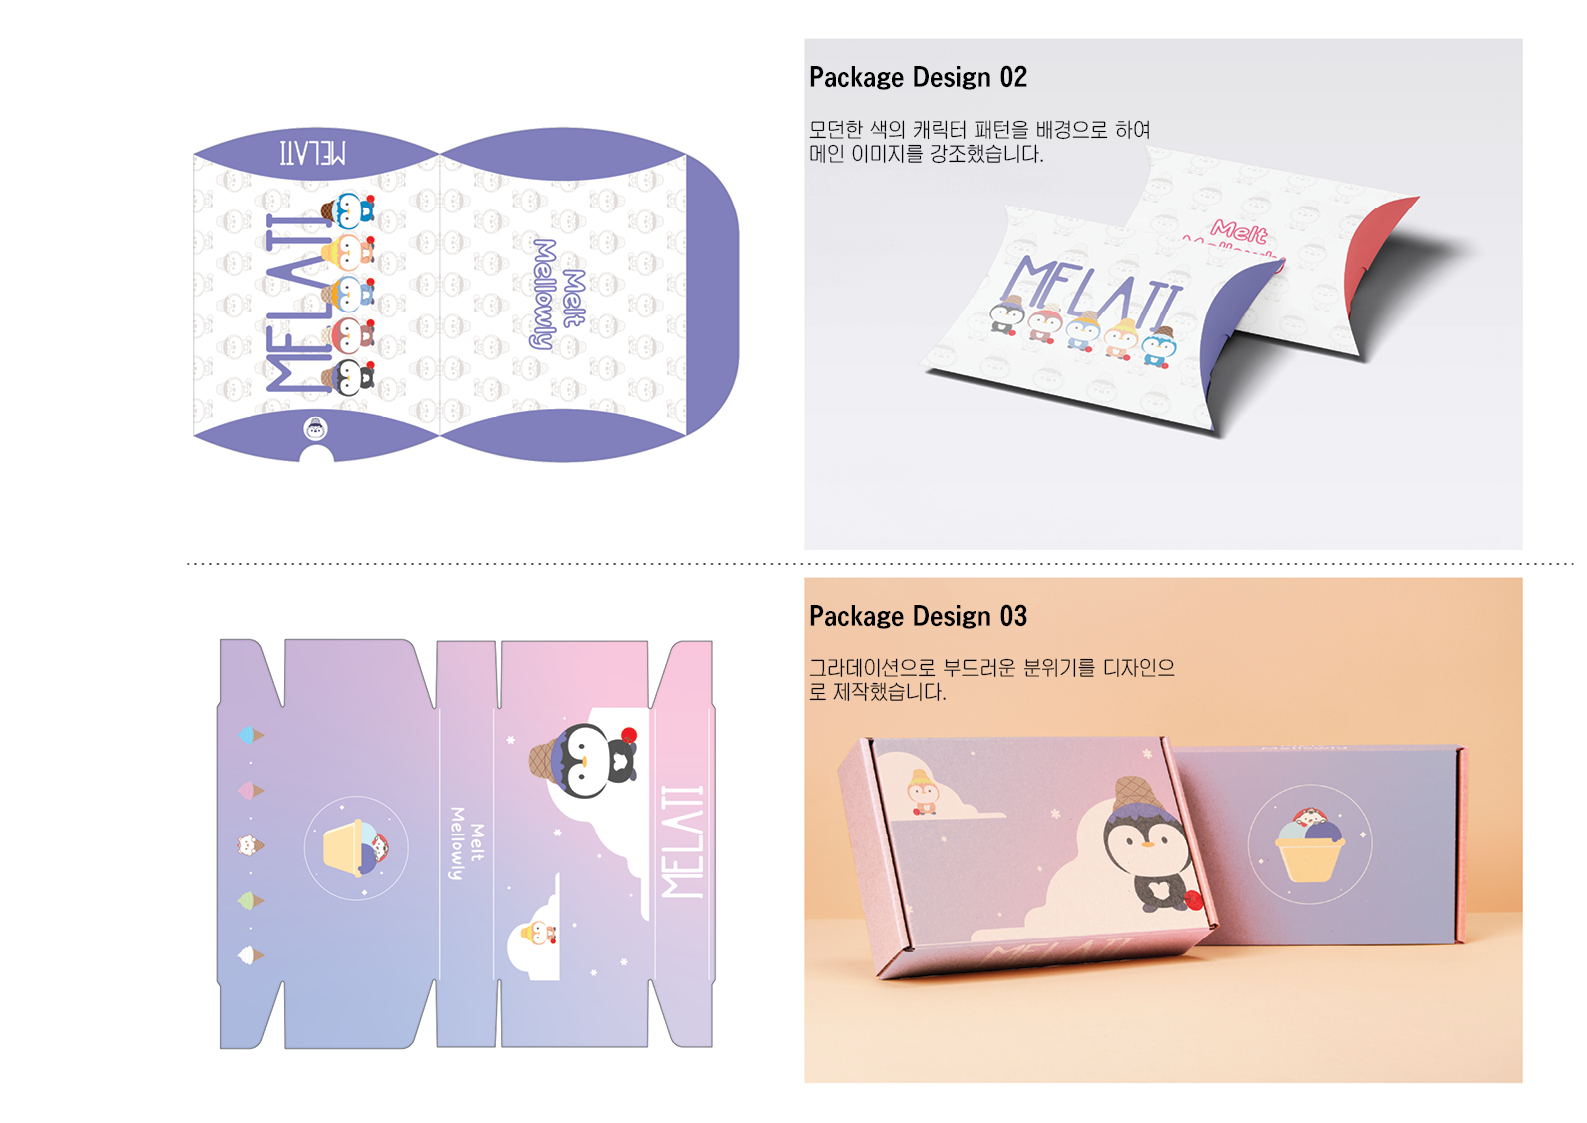 Package Design 02
모던한 색의 캐릭터 패턴을 배경으로 하여
메인 이미지를 강조했습니다.
MELATI
MELATI
Melt
Mellowly
Melt
Mellowly
MELATI
Package Design 03
그라데이션으로 부드러운 분위기를 디자인으
로 제작했습니다.
Melt
Mellowly
MELATI
Mellowly
MELATI